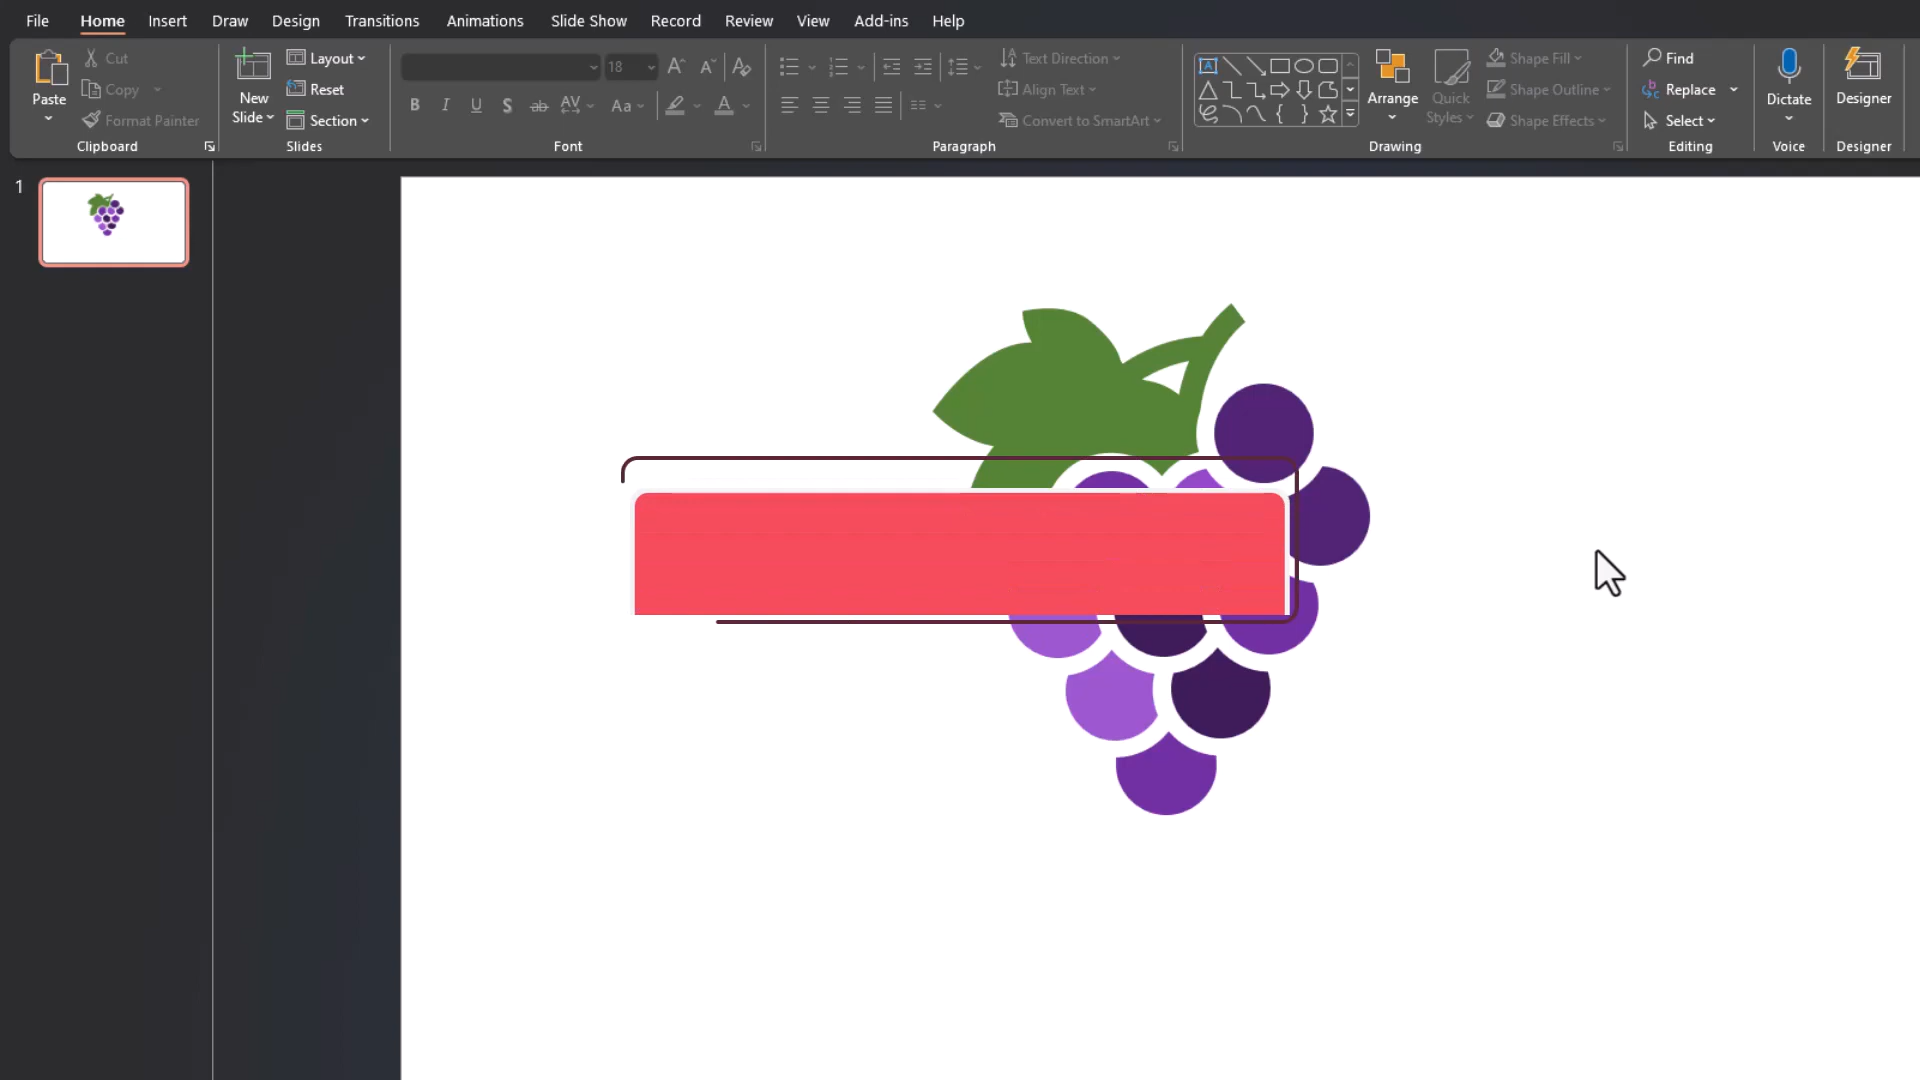 File Home Insert Draw Design Transitions Animations Slide Show Record Review View Add-ins Help
Paste
Cut
Copy
Format Painter
Clipboard
New
Slide
Layout
Reset
Section
Slides
18
A A A
B I U S ab AV Aa A
Font
Text Direction
Align Text
Convert to SmartArt
Paragraph
A
Arrange
Quick
Styles
Shape Fill
Shape Outline
Shape Effects
Drawing
Find
Replace
Select
Editing
Dictate
Voice
Designer
Designer
1